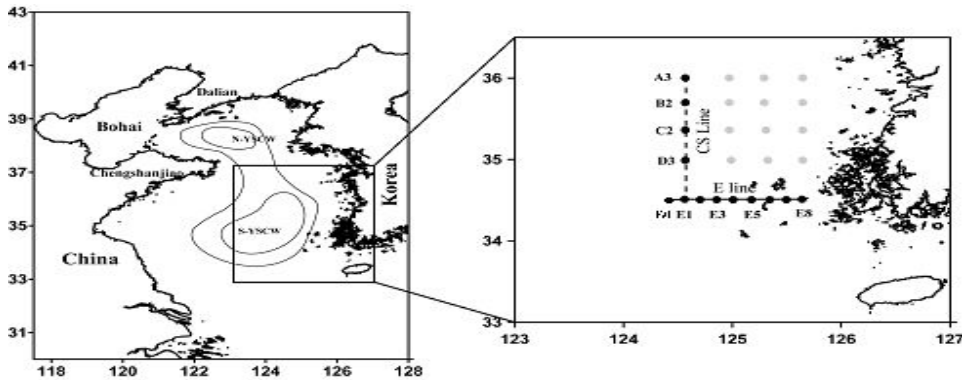 43
41
39
37
35
33
31
118
120
122
124
126
128
Dalian
Bohai
S-YSCW
Chengshanjiao
Korea
S-YSCW
China
36
35
34
33
123
124
125
126
127
A3
B2
C2
D3
CS Line
E line
E1
E3
E5
E8